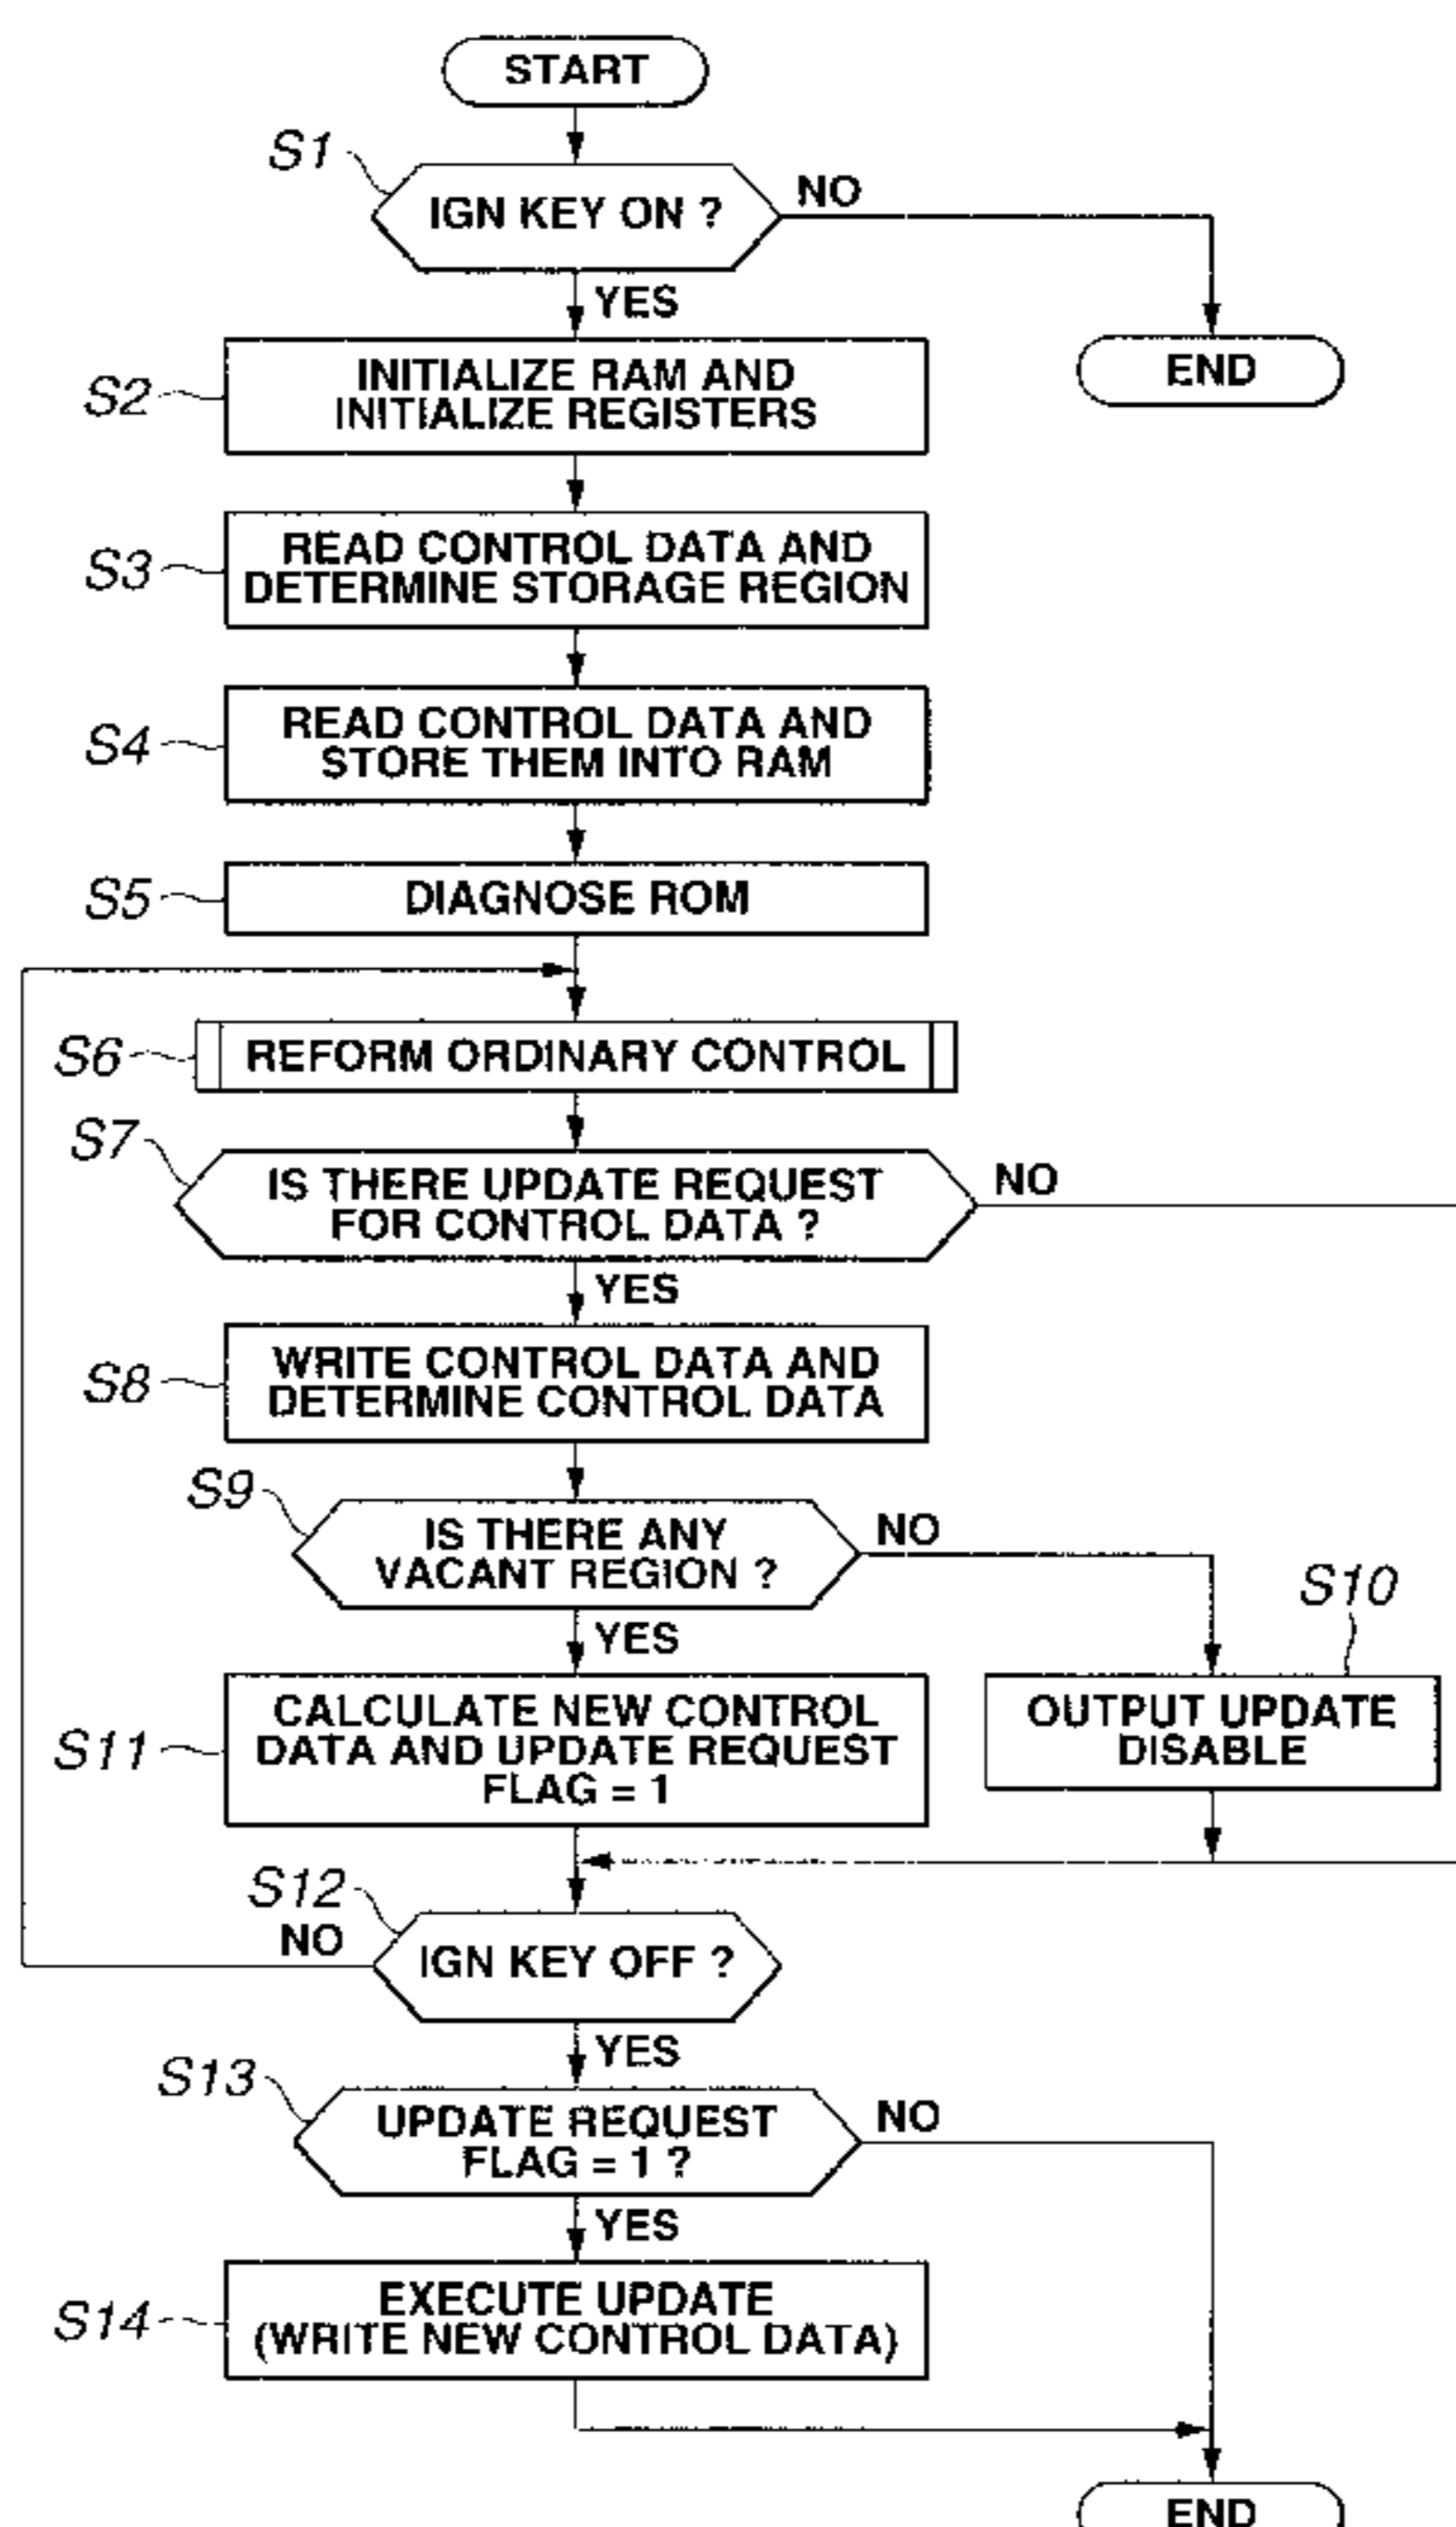 START
S1
IGN KEY ON ?
NO
YES
END
S2
INITIALIZE RAM AND
INITIALIZE REGISTERS
S3
READ CONTROL DATA AND
DETERMINE STORAGE REGION
S4
READ CONTROL DATA AND
STORE THEM INTO RAM
S5
DIAGNOSE ROM
S6
REFORM ORDINARY CONTROL
S7
IS THERE UPDATE REQUEST
FOR CONTROL DATA ?
NO
YES
S8
WRITE CONTROL DATA AND
DETERMINE CONTROL DATA
S9
IS THERE ANY
VACANT REGION ?
NO
YES
S10
OUTPUT UPDATE
DISABLE
S11
CALCULATE NEW CONTROL
DATA AND UPDATE REQUEST
FLAG = 1
S12
NO
IGN KEY OFF ?
YES
S13
UPDATE REQUEST
FLAG = 1 ?
NO
YES
S14
EXECUTE UPDATE
(WRITE NEW CONTROL DATA)
END